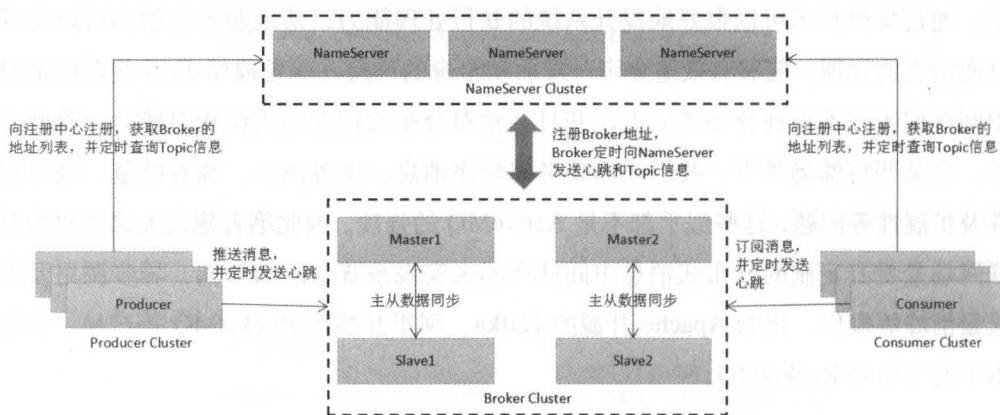 NameServer
NameServer
NameServer
NameServer Cluster
向注册中心注册，获取Broker的
地址列表，并定时查询Topic信息
注册Broker地址，
Broker定时向NameServer
发送心跳和Topic信息
向注册中心注册，获取Broker的
地址列表，并定时查询Topic信息
推送消息，
并定时发送心跳
Master1
Master2
订阅消息，
并定时发送
心跳
Producer
主从数据同步
主从数据同步
Consumer
Producer Cluster
Consumer Cluster
Slave1
Slave2
Broker Cluster